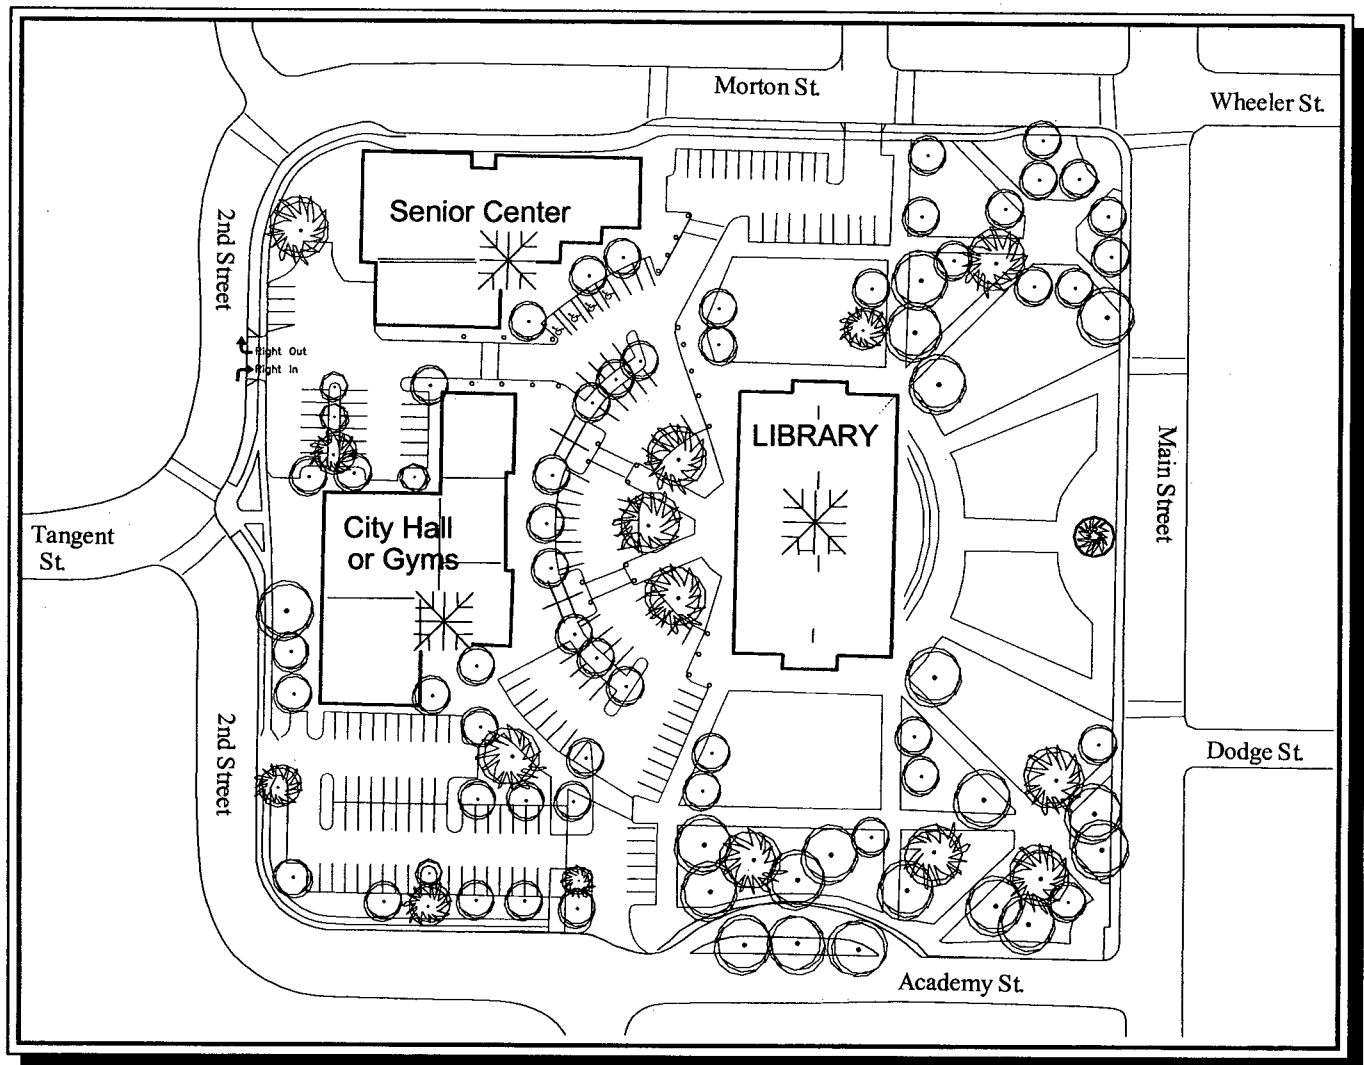 Morton St.
Wheeler St.
Senior Center
2nd Street
Right Out
Right In
LIBRARY
Main Street
City Hall
or Gyms
Tangent
St.
2nd Street
Dodge St.
Academy St.